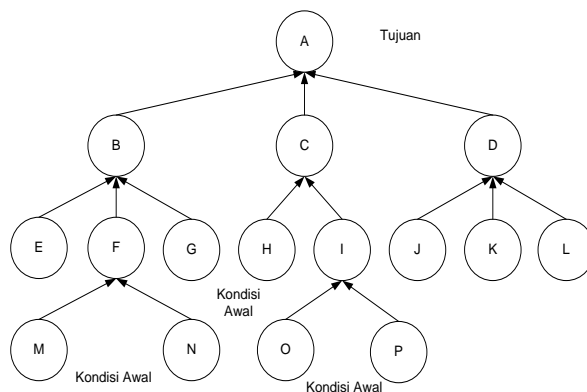 A
Tujuan
B
C
D
E
F
G
H
I
J
K
L
Kondisi
Awal
M
N
O
P
Kondisi Awal
Kondisi Awal